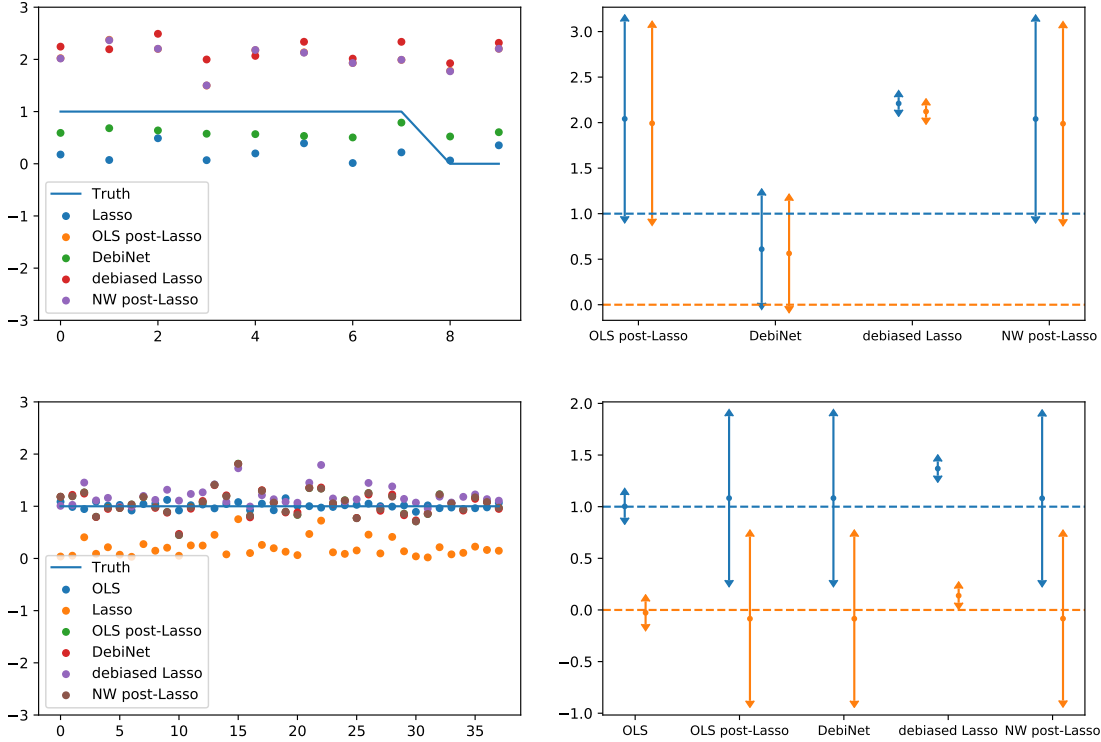 3
2
1
0
−1
−2
−3
Truth
Lasso
OLS post-Lasso
DebiNet
debiased Lasso
NW post-Lasso
0 2 4 6 8
3.0
2.5
2.0
1.5
1.0
0.5
0.0
OLS post-Lasso DebiNet debiased Lasso NW post-Lasso
3
2
1
0
−1
−2
−3
Truth
OLS
Lasso
OLS post-Lasso
DebiNet
debiased Lasso
NW post-Lasso
0 5 10 15 20 25 30 35
2.0
1.5
1.0
0.5
0.0
−0.5
−1.0
OLS OLS post-Lasso DebiNet debiased Lasso NW post-Lasso